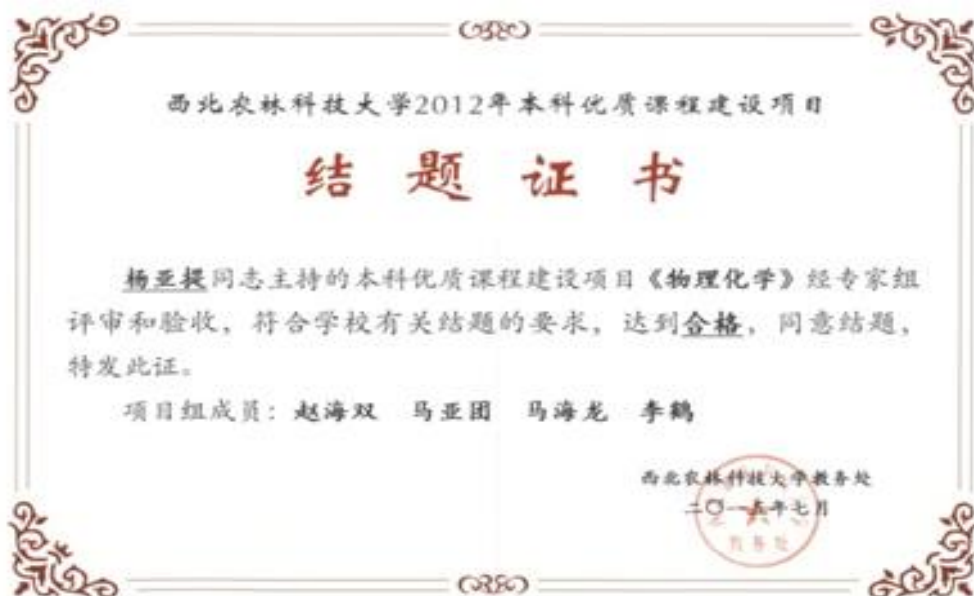 西北农林科技大学2012年本科优质课程建设项目
结题证书
杨亚提同志主持的本科优质课程建设项目《物理化学》经专家组
评审和验收，符合学校有关结题的要求，达到合格，同意结题，
特发此证。
项目组成员：赵海双 马亚团 马海龙 李鹤
西北农林科技大学教务处
二〇一五年七月
教务处